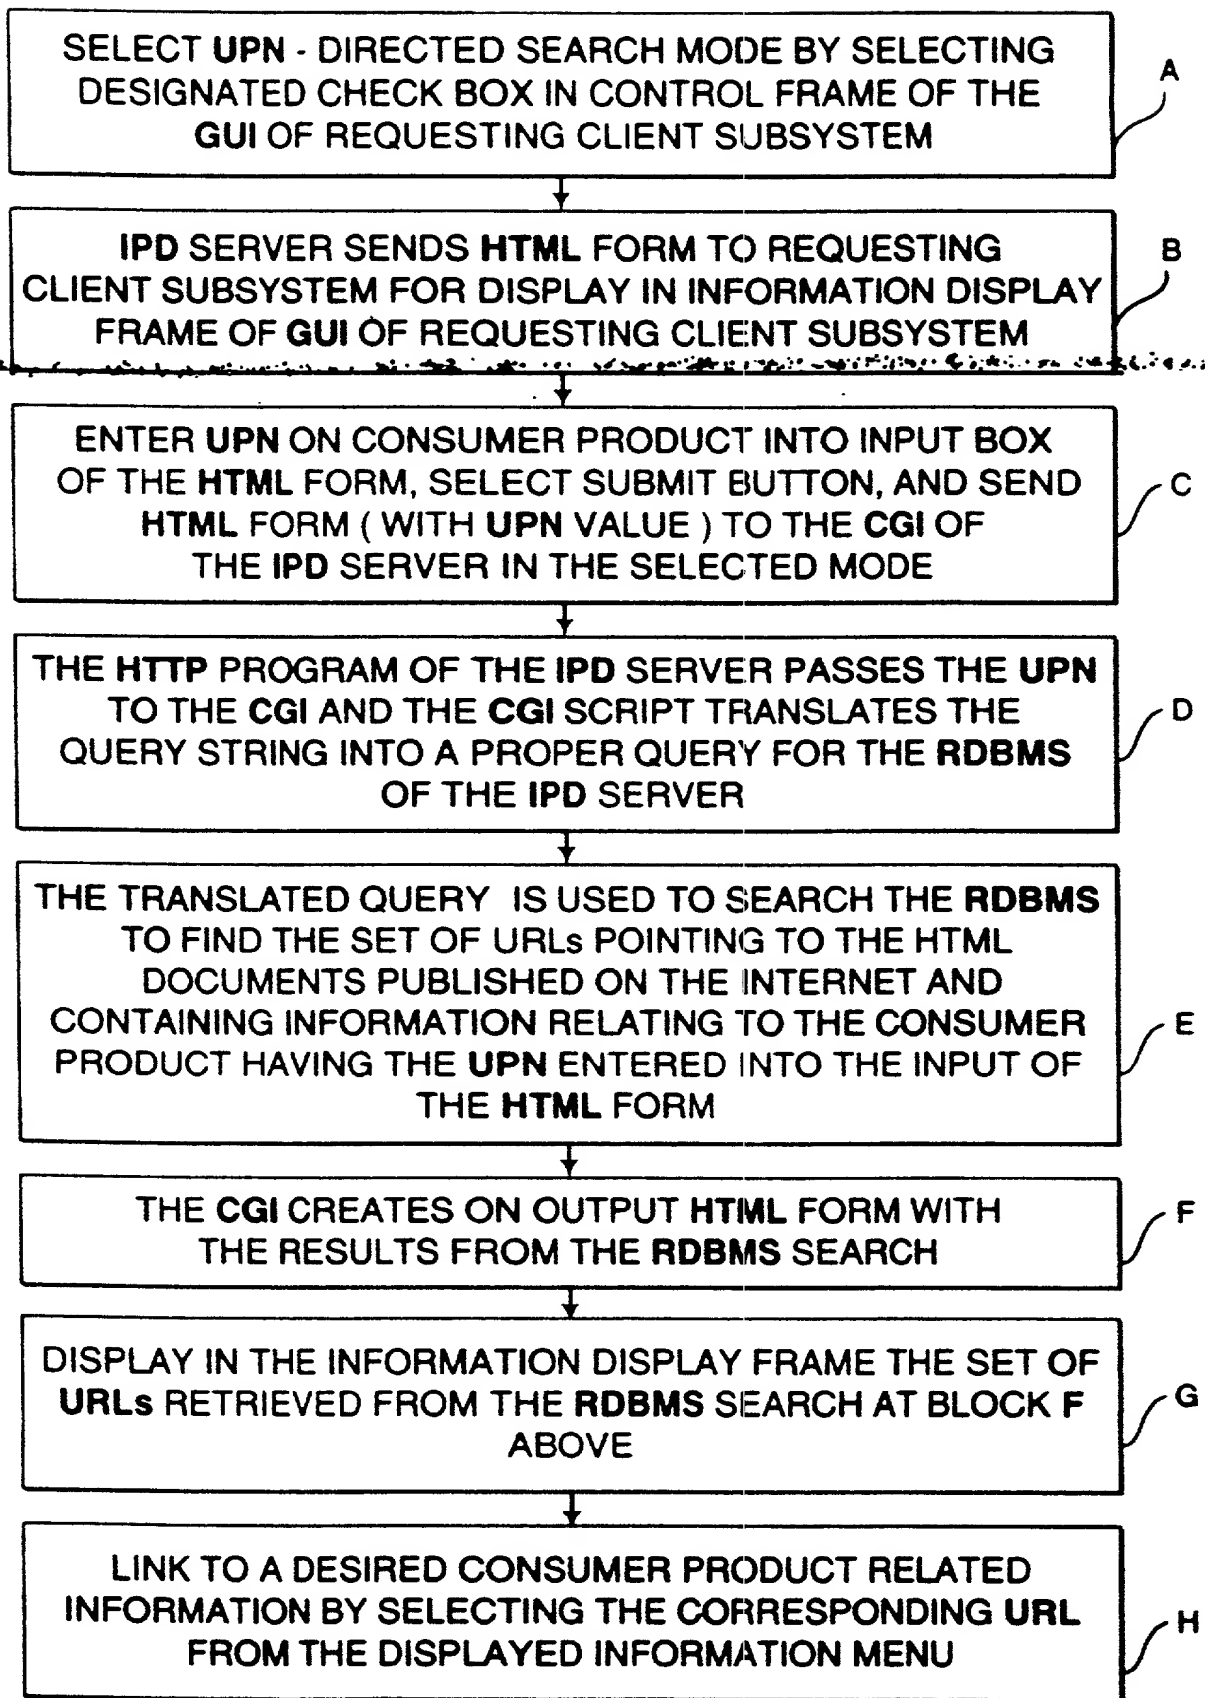 SELECT UPN - DIRECTED SEARCH MODE BY SELECTING
DESIGNATED CHECK BOX IN CONTROL FRAME OF THE
GUI OF REQUESTING CLIENT SUBSYSTEM
A
IPD SERVER SENDS HTML FORM TO REQUESTING
CLIENT SUBSYSTEM FOR DISPLAY IN INFORMATION DISPLAY
FRAME OF GUI OF REQUESTING CLIENT SUBSYSTEM
B
ENTER UPN ON CONSUMER PRODUCT INTO INPUT BOX
OF THE HTML FORM, SELECT SUBMIT BUTTON, AND SEND
HTML FORM ( WITH UPN VALUE ) TO THE CGI OF
THE IPD SERVER IN THE SELECTED MODE
C
THE HTTP PROGRAM OF THE IPD SERVER PASSES THE UPN
TO THE CGI AND THE CGI SCRIPT TRANSLATES THE
QUERY STRING INTO A PROPER QUERY FOR THE RDBMS
OF THE IPD SERVER
D
THE TRANSLATED QUERY IS USED TO SEARCH THE RDBMS
TO FIND THE SET OF URLs POINTING TO THE HTML
DOCUMENTS PUBLISHED ON THE INTERNET AND
CONTAINING INFORMATION RELATING TO THE CONSUMER
PRODUCT HAVING THE UPN ENTERED INTO THE INPUT OF
THE HTML FORM
E
THE CGI CREATES ON OUTPUT HTML FORM WITH
THE RESULTS FROM THE RDBMS SEARCH
F
DISPLAY IN THE INFORMATION DISPLAY FRAME THE SET OF
URLs RETRIEVED FROM THE RDBMS SEARCH AT BLOCK F
ABOVE
G
LINK TO A DESIRED CONSUMER PRODUCT RELATED
INFORMATION BY SELECTING THE CORRESPONDING URL
FROM THE DISPLAYED INFORMATION MENU
H